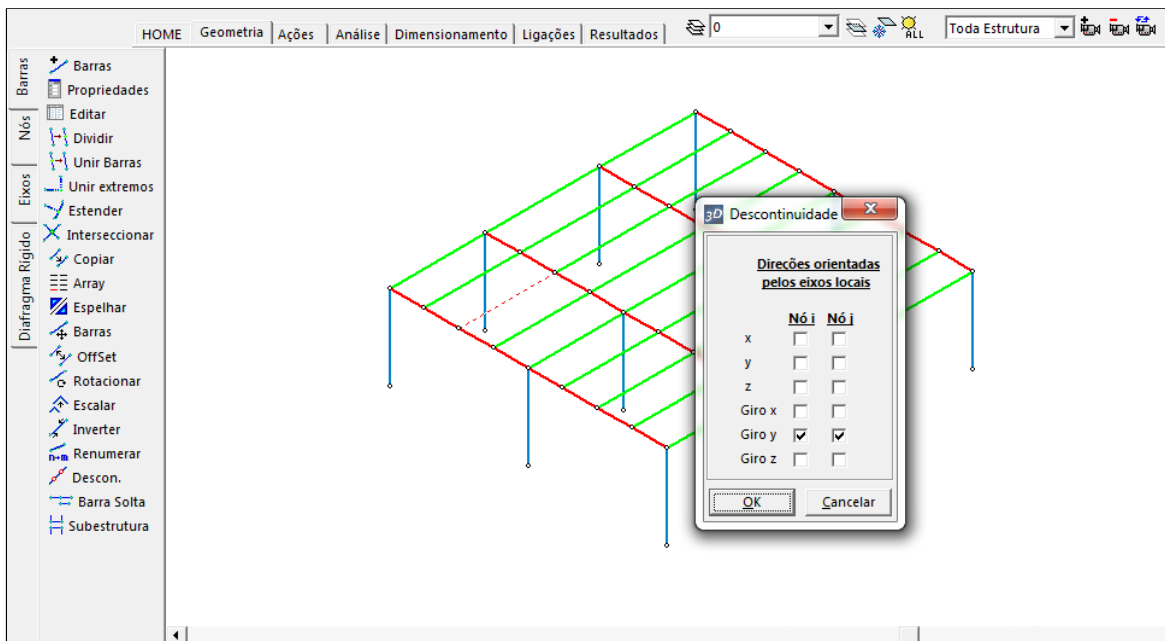 HOME Geometria Ações Análise Dimensionamento Ligações Resultados
0
ALL
Toda Estrutura
Barras
Nós
Eixos
Diafragma Rígido
Barras
Propriedades
Editar
Dividir
Unir Barras
Unir extremos
Estender
Interseccionar
Copiar
Array
Espelhar
Barras
OffSet
Rotacionar
Escalar
Inverter
n→m Renumerar
Descon.
Barra Solta
Subestrutura
3D Descontinuidade X
Direções orientadas
pelos eixos locais
Nó i Nó j
x
y
z
Giro x
Giro y
Giro z
OK Cancelar